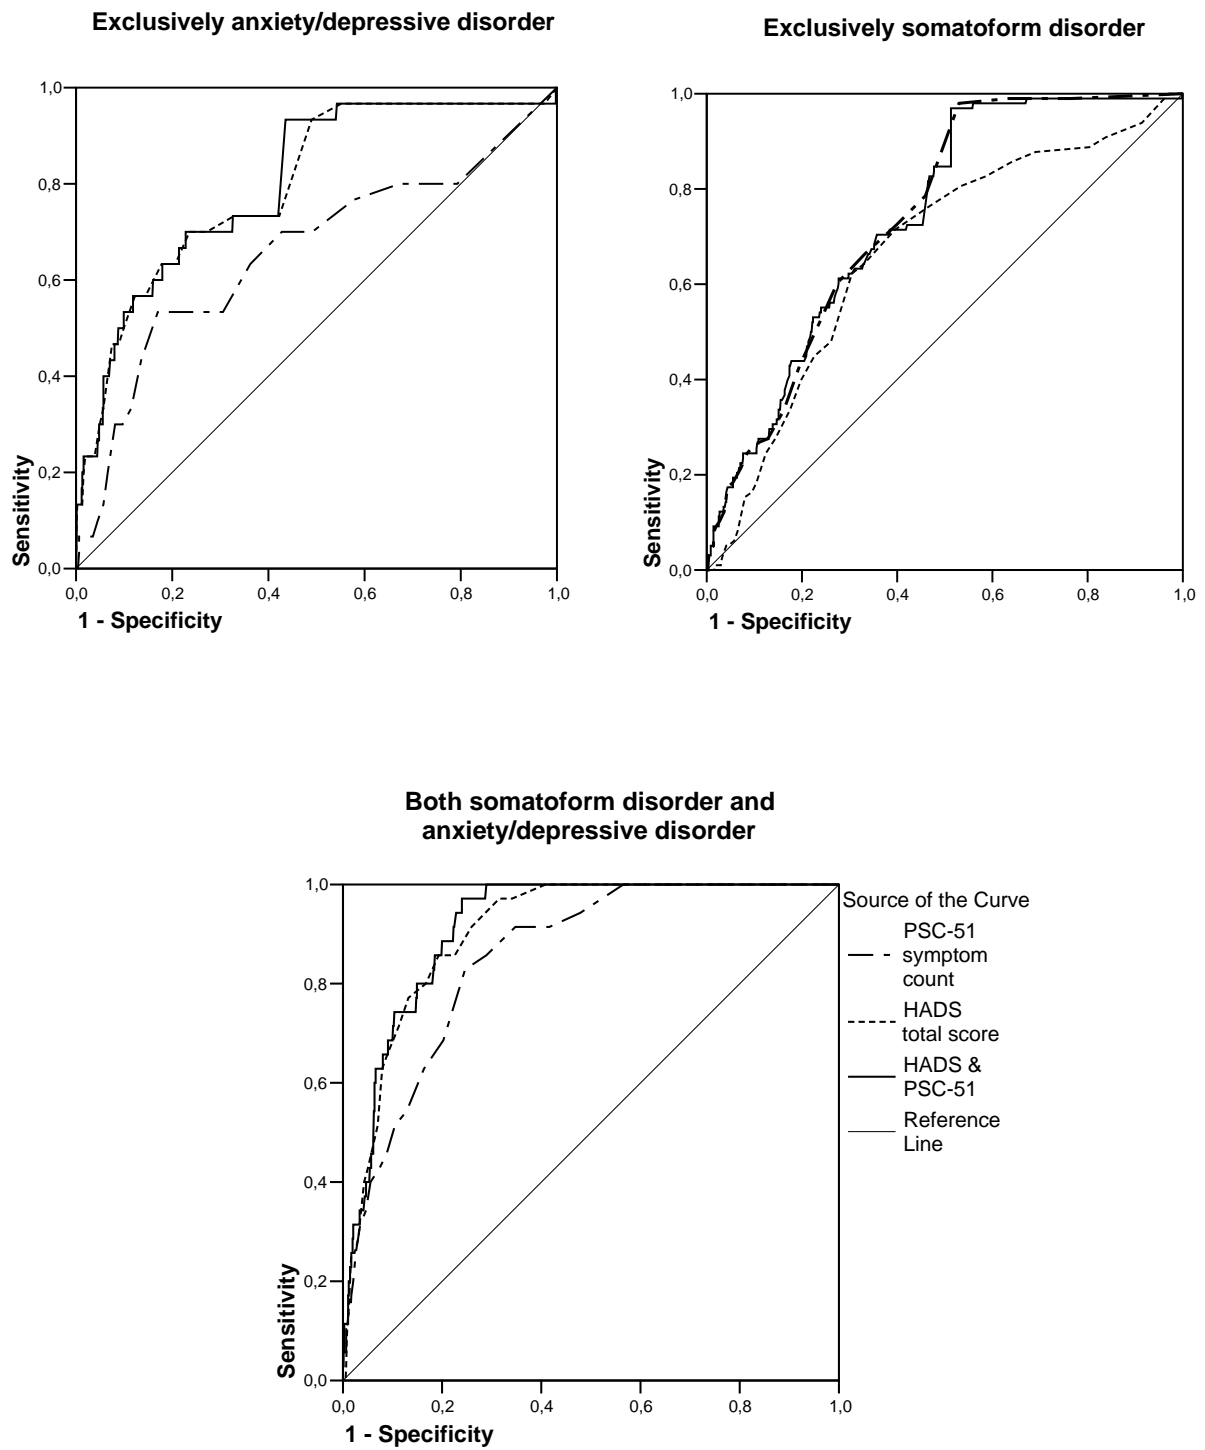 Exclusively anxiety/depressive disorder
Sensitivity
1,0
0,8
0,6
0,4
0,2
0,0
0,0 0,2 0,4 0,6 0,8 1,0
1 - Specificity
Exclusively somatoform disorder
Sensitivity
1,0
0,8
0,6
0,4
0,2
0,0
0,0 0,2 0,4 0,6 0,8 1,0
1 - Specificity
Both somatoform disorder and
anxiety/depressive disorder
Sensitivity
1,0
0,8
0,6
0,4
0,2
0,0
0,0 0,2 0,4 0,6 0,8 1,0
1 - Specificity
Source of the Curve
PSC-51
symptom
count
HADS
total score
HADS &
PSC-51
Reference
Line